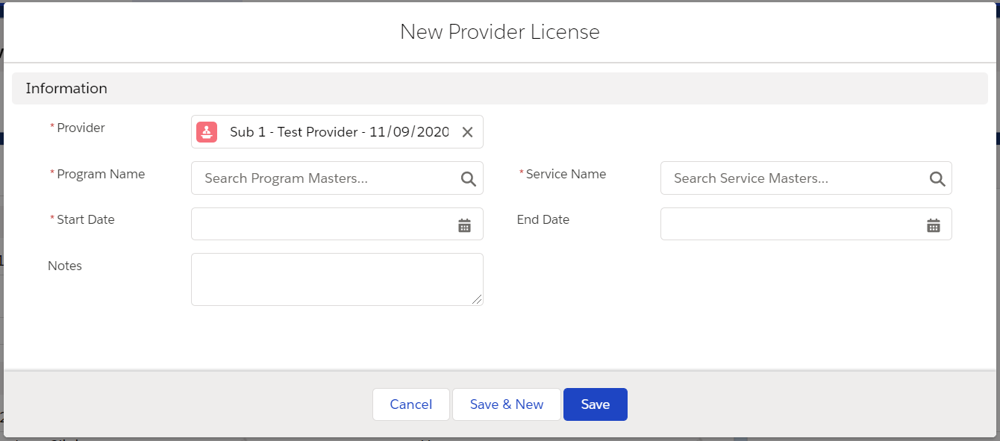 New Provider License
Information
* Provider
Sub 1 - Test Provider - 11/09/2020
* Program Name
Search Program Masters...
* Service Name
Search Service Masters...
* Start Date
End Date
Notes
Cancel
Save & New
Save